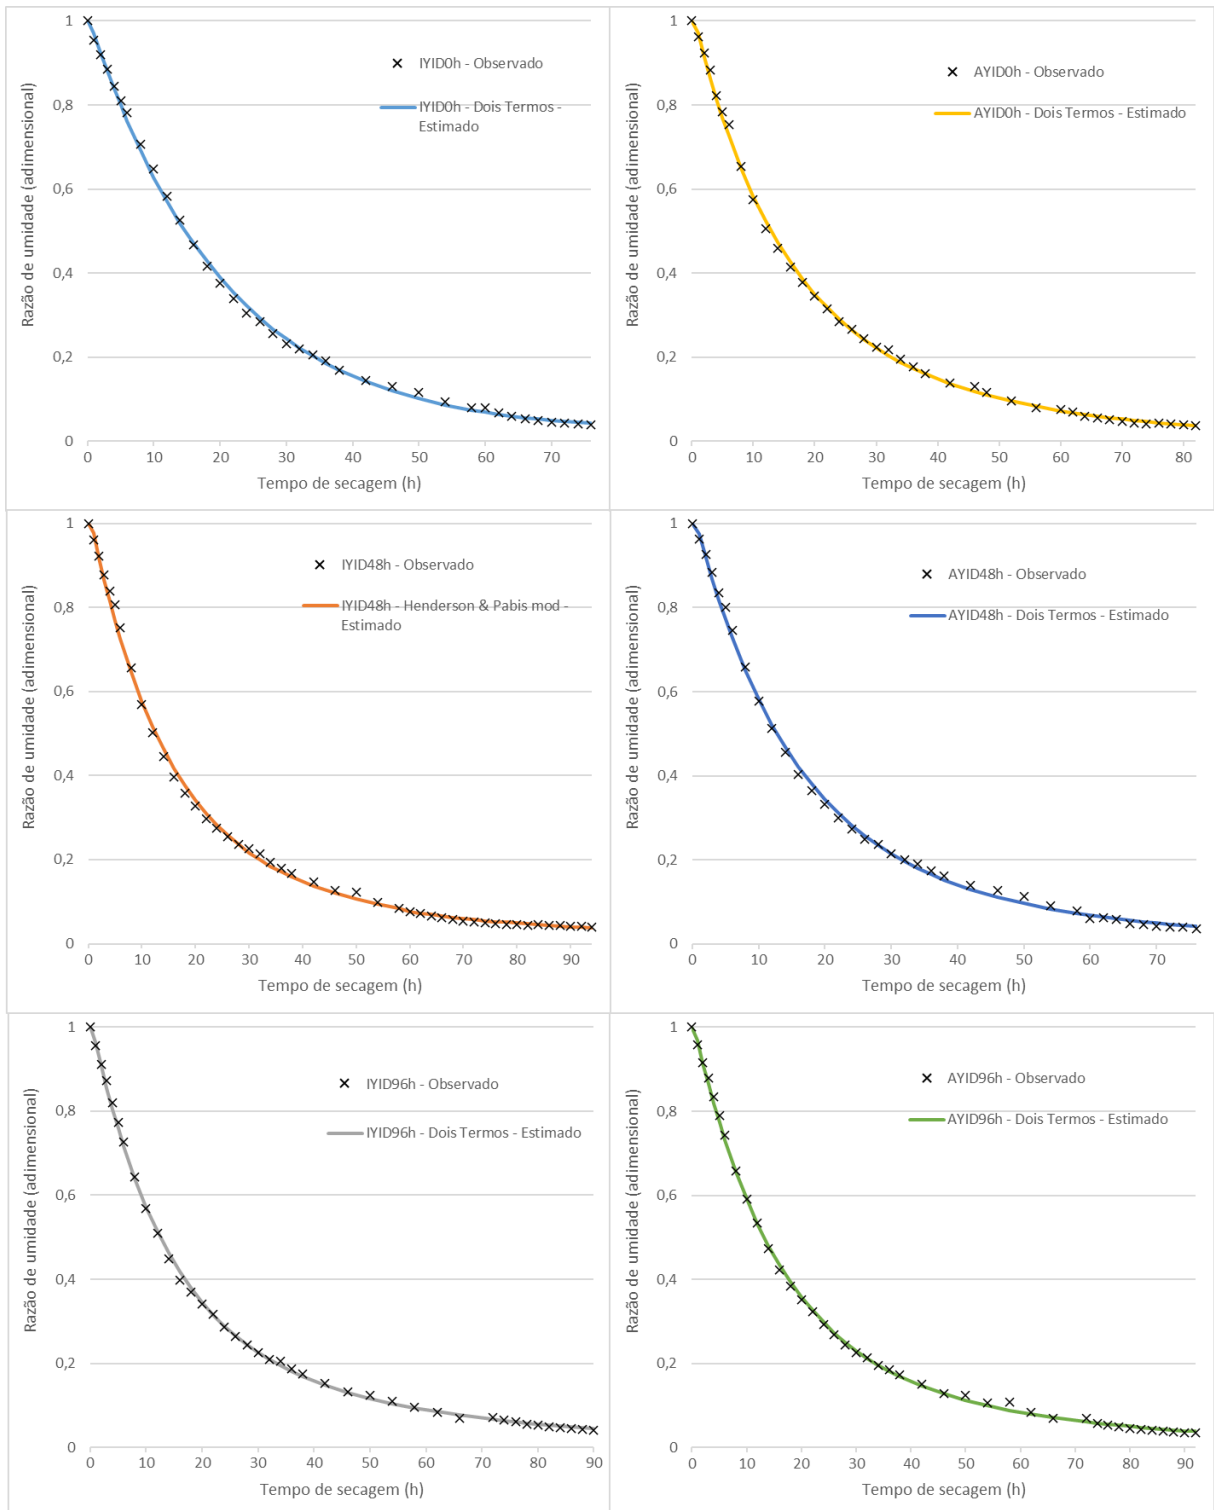 Razão de umidade (adimensional)
1
0,8
0,6
0,4
0,2
0
IYID0h - Observado
IYID0h - Dois Termos -
Estimado
0 10 20 30 40 50 60 70
Tempo de secagem (h)
Razão de umidade (adimensional)
1
0,8
0,6
0,4
0,2
0
AYID0h - Observado
AYID0h - Dois Termos - Estimado
0 10 20 30 40 50 60 70 80
Tempo de secagem (h)
Razão de umidade (adimensional)
1
0,8
0,6
0,4
0,2
0
IYID48h - Observado
IYID48h - Henderson & Pabis mod -
Estimado
0 10 20 30 40 50 60 70 80 90
Tempo de secagem (h)
Razão de umidade (adimensional)
1
0,8
0,6
0,4
0,2
0
AYID48h - Observado
AYID48h - Dois Termos - Estimado
0 10 20 30 40 50 60 70
Tempo de secagem (h)
Razão de umidade (adimensional)
1
0,8
0,6
0,4
0,2
0
IYID96h - Observado
IYID96h - Dois Termos - Estimado
0 10 20 30 40 50 60 70 80 90
Tempo de secagem (h)
Razão de umidade (adimensional)
1
0,8
0,6
0,4
0,2
0
AYID96h - Observado
AYID96h - Dois Termos - Estimado
0 10 20 30 40 50 60 70 80 90
Tempo de secagem (h)